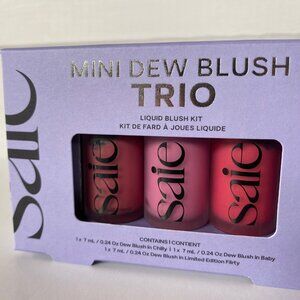 saie
MINI DEW BLUSH
TRIO
LIQUID BLUSH KIT
KIT DE FARD À JOUES LIQUIDE
saie
saie
saie
CONTAINS | CONTIENT
1 x 7 mL / 0.24 Oz Dew Blush in Chilly | 1 x 7 mL / 0.24 Oz Dew Blush in Baby
1 x 7 mL / 0.24 Oz Dew Blush in Limited Edition Flirty